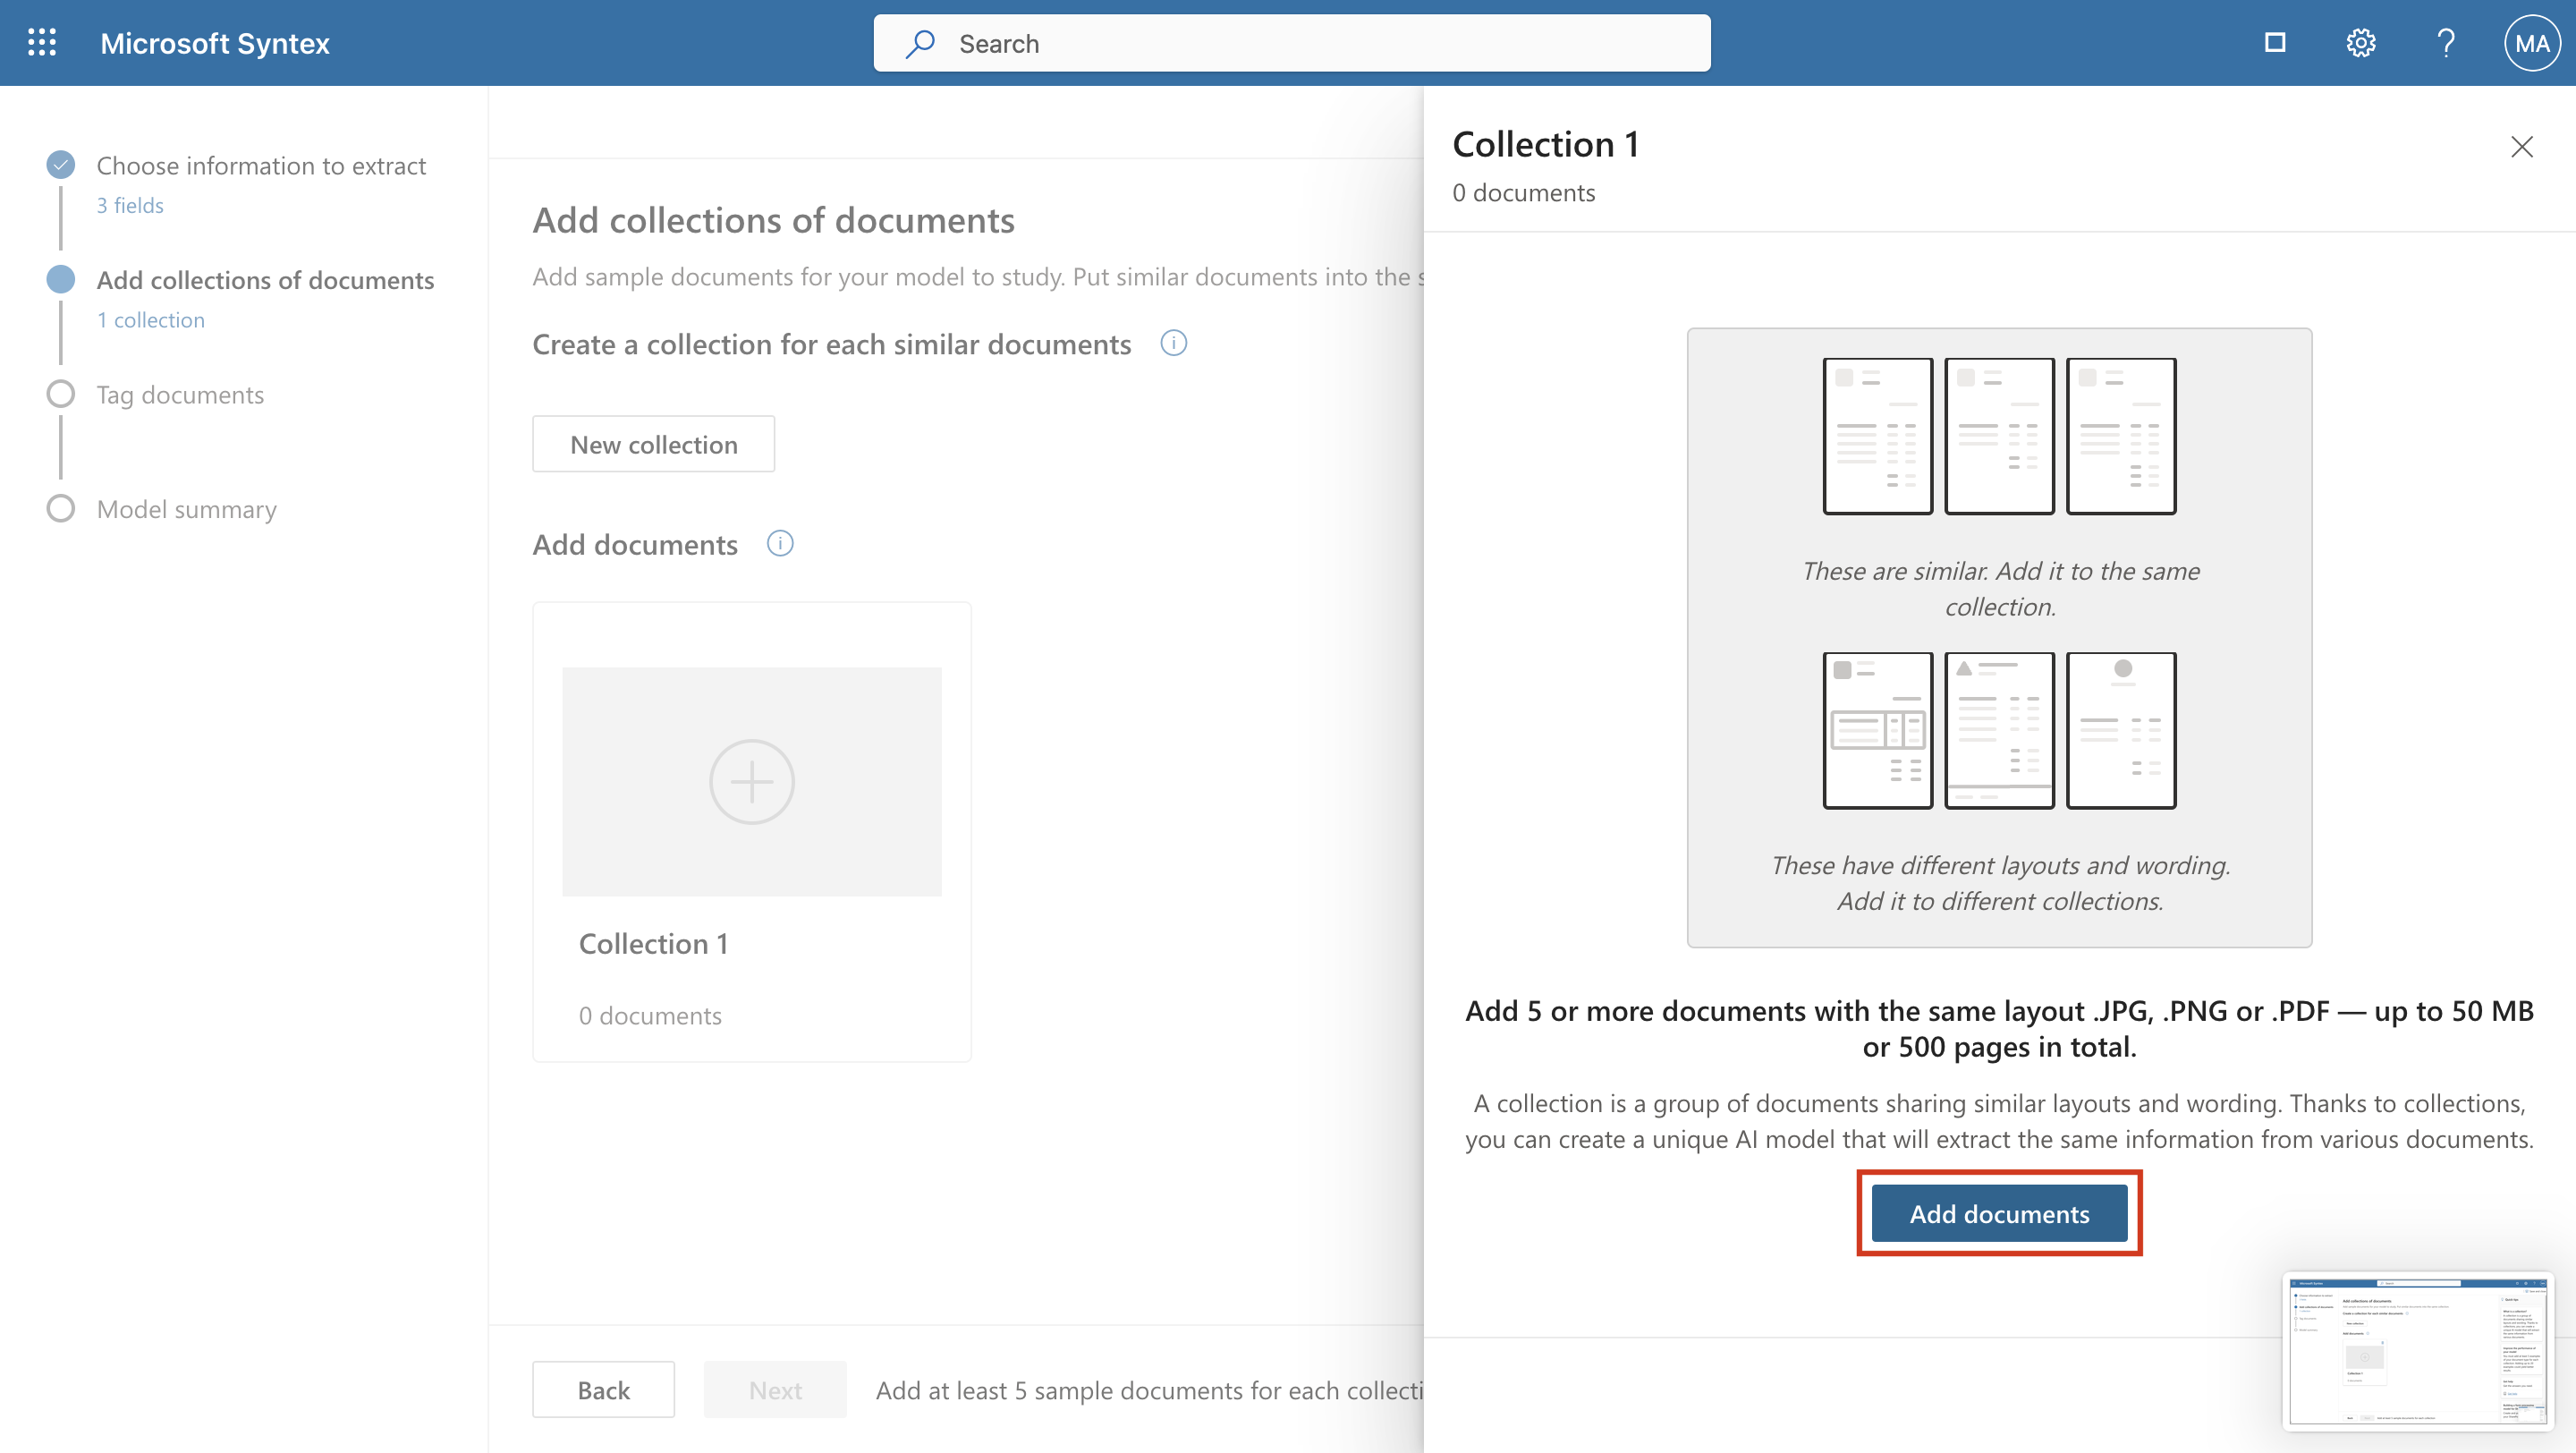 Microsoft Syntex
Search
MA
Choose information to extract
3 fields
Add collections of documents
1 collection
Tag documents
Model summary
Add collections of documents
Add sample documents for your model to study. Put similar documents into the s
Create a collection for each similar documents
New collection
Add documents
Collection 1
0 documents
Back
Next
Add at least 5 sample documents for each collecti
Collection 1
0 documents
These are similar. Add it to the same
collection.
These have different layouts and wording.
Add it to different collections.
Add 5 or more documents with the same layout .JPG, .PNG or .PDF — up to 50 MB
or 500 pages in total.
A collection is a group of documents sharing similar layouts and wording. Thanks to collections,
you can create a unique AI model that will extract the same information from various documents.
Add documents